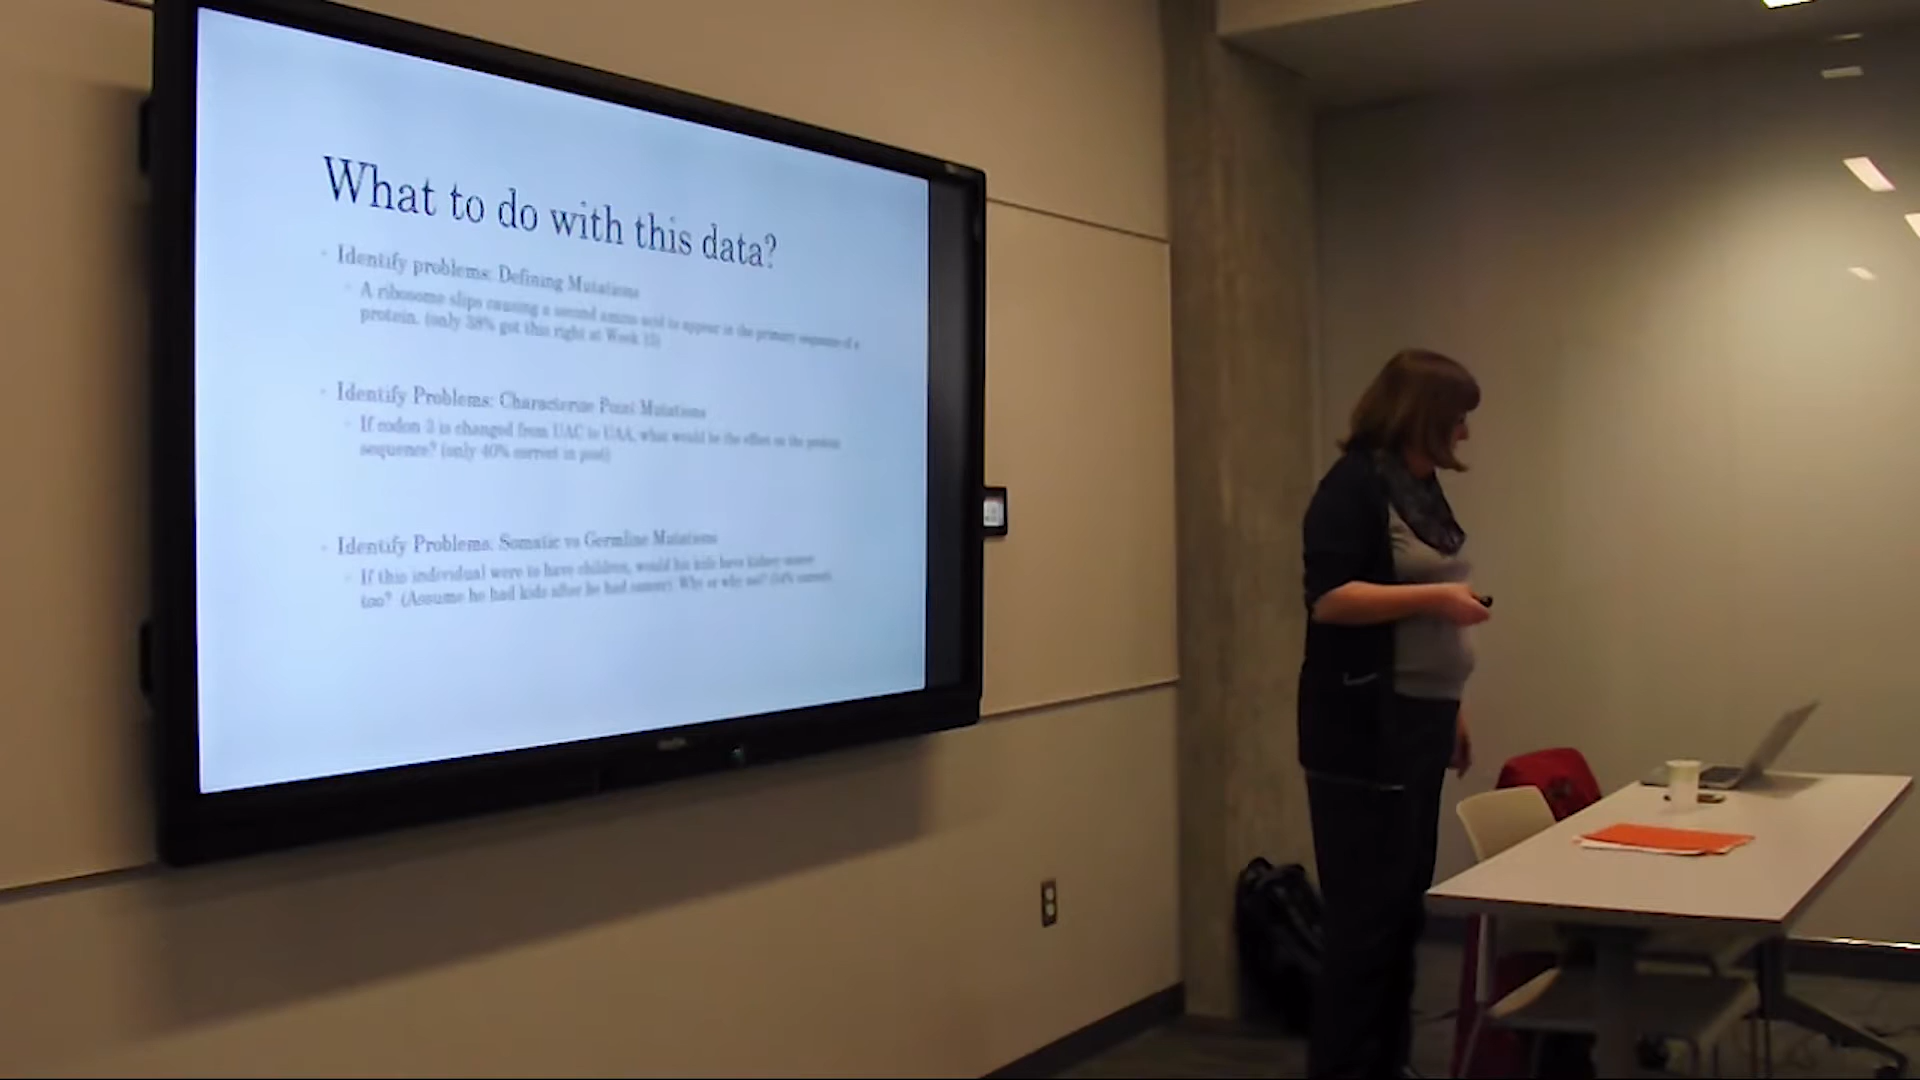 What to do with this data?
Identify problems: Defining Mutations
A ribosome slips causing a second amino acid to appear in the primary sequence of a
protein. (only 38% got this right at Week 15)
Identify Problems: Characterize Point Mutations
If codon 3 is changed from UAC to UAA, what would be the effect on the protein
sequence? (only 40% correct in post)
Identify Problems: Somatic vs Germline Mutations
If this individual were to have children, would his kids have kidney cancer
too? (Assume he had kids after he had cancer) Why or why not?